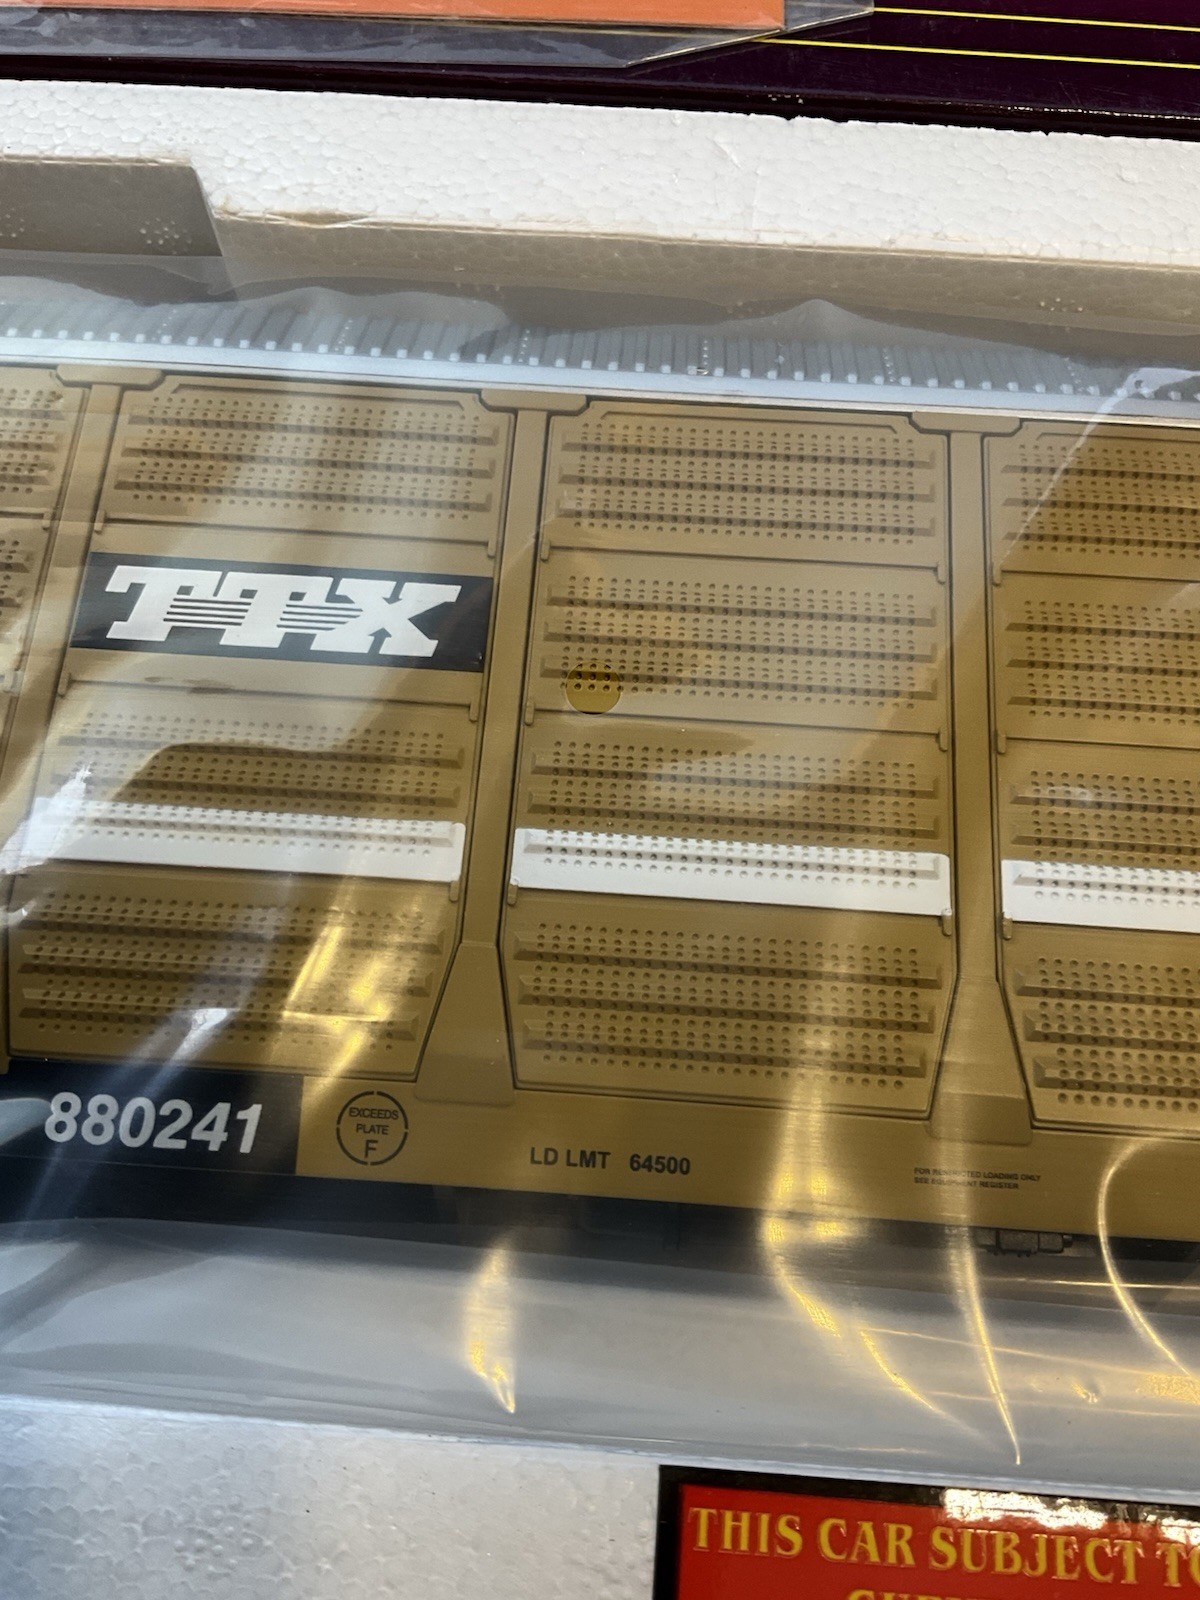 TTX
880241
EXCEEDS
PLATE
F
LD LMT 64500
FOR RESTRICTED LOADING ONLY
SEE EQUIPMENT REGISTER
THIS CAR SUBJECT TO